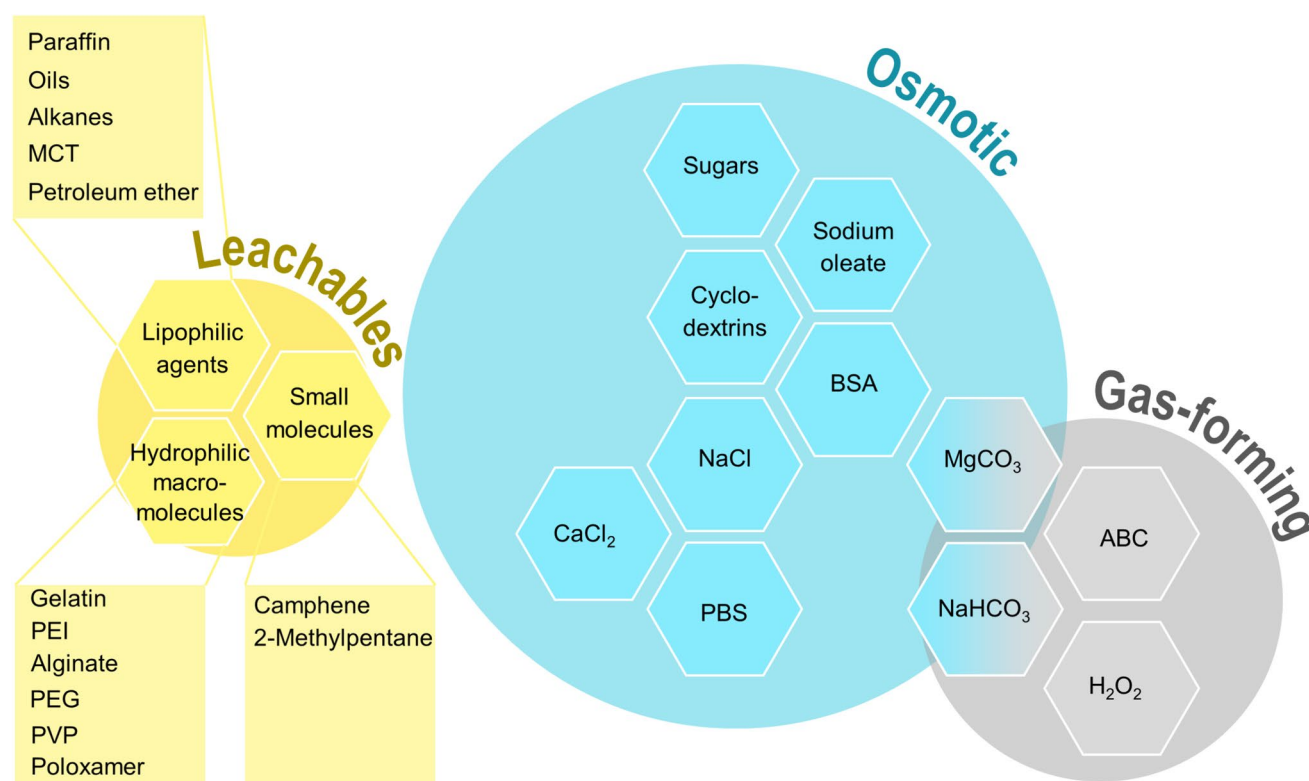 Paraffin
Oils
Alkanes
MCT
Petroleum ether
Leachables
Lipophilic
agents
Small
molecules
Hydrophilic
macro-
molecules
Gelatin
PEI
Alginate
PEG
PVP
Poloxamer
Camphene
2-Methylpentane
Osmotic
Sugars
Sodium
oleate
Cyclo-
dextrins
BSA
NaCl
CaCl₂
PBS
MgCO₃
NaHCO₃
Gas-forming
ABC
H₂O₂